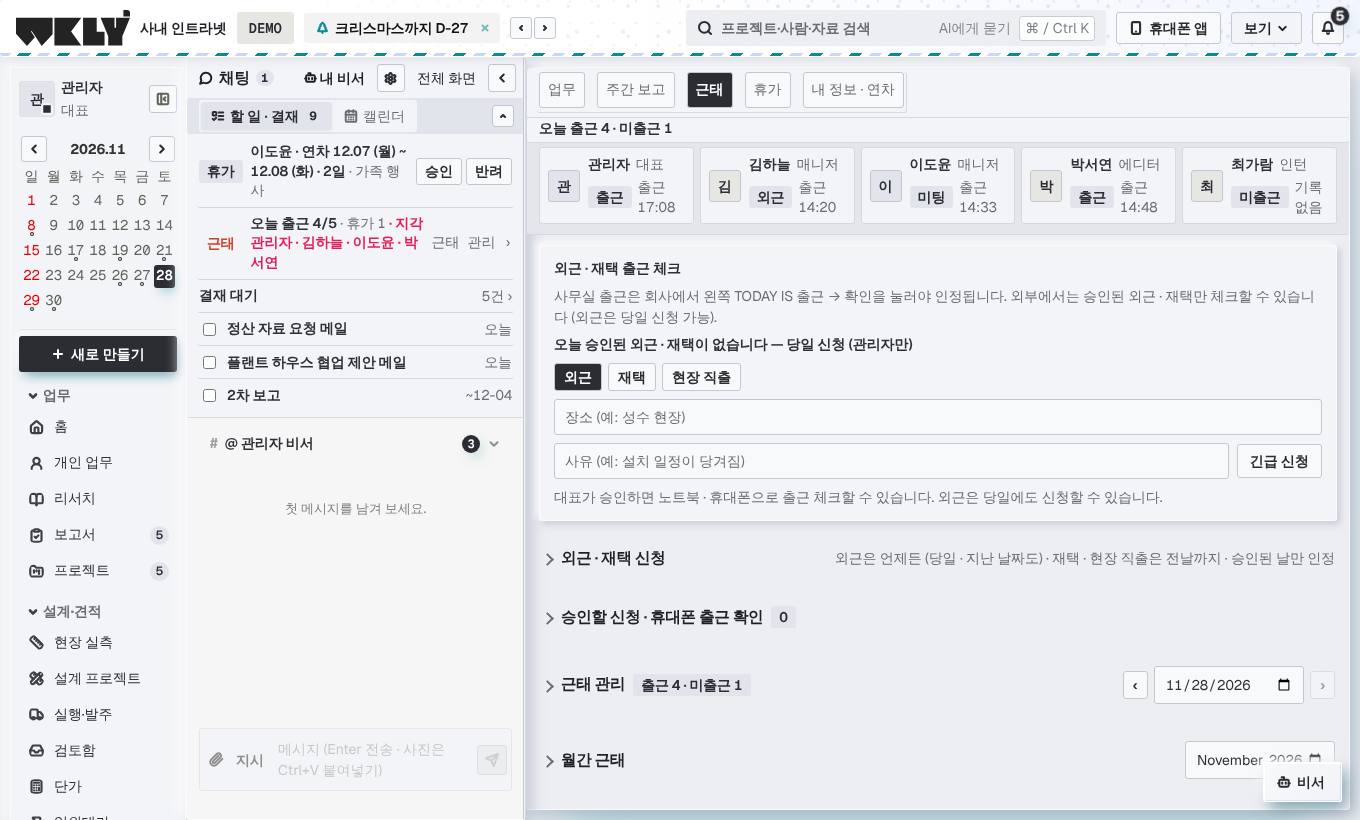 WKLY 사내 인트라넷 DEMO 크리스마스까지 D-27 × ‹ › 프로젝트·사람·자료 검색 AI에게 묻기 ⌘ / Ctrl K 휴대폰 앱 보기 5
관 관리자
대표
2026.11
일 월 화 수 목 금 토
1 2 3 4 5 6 7
8 9 10 11 12 13 14
15 16 17 18 19 20 21
22 23 24 25 26 27 28
29 30
+ 새로 만들기
업무
홈
개인 업무
리서치
보고서 5
프로젝트 5
설계·견적
현장 실측
설계 프로젝트
실행·발주
검토함
단가
채팅 1 내 비서 전체 화면
할 일·결재 9 캘린더
휴가
이도윤 · 연차 12.07 (월) ~
12.08 (화) · 2일 · 가족 행
사
승인 반려
근태
오늘 출근 4/5 · 휴가 1 · 지각
관리자 · 김하늘 · 이도윤 · 박
서연
근태 관리 ›
결재 대기 5건 ›
정산 자료 요청 메일 오늘
플랜트 하우스 협업 제안 메일 오늘
2차 보고 ~12-04
# @ 관리자 비서 3
첫 메시지를 남겨 보세요.
지시
메시지 (Enter 전송 · 사진은
Ctrl+V 붙여넣기)
업무 주간 보고 근태 휴가 내 정보 · 연차
오늘 출근 4 · 미출근 1
관 관리자 대표
출근 출근
17:08
김 김하늘 매니저
외근 출근
14:20
이 이도윤 매니저
미팅 출근
14:33
박 박서연 에디터
출근 출근
14:48
최 최가람 인턴
미출근 기록
없음
외근 · 재택 출근 체크
사무실 출근은 회사에서 왼쪽 TODAY IS 출근 → 확인을 눌러야 인정됩니다. 외부에서는 승인된 외근 · 재택만 체크할 수 있습니
다 (외근은 당일 신청 가능).
오늘 승인된 외근 · 재택이 없습니다 — 당일 신청 (관리자만)
외근 재택 현장 직출
장소 (예: 성수 현장)
사유 (예: 설치 일정이 당겨짐) 긴급 신청
대표가 승인하면 노트북 · 휴대폰으로 출근 체크할 수 있습니다. 외근은 당일에도 신청할 수 있습니다.
외근 · 재택 신청 외근은 언제든 (당일 · 지난 날짜도) · 재택 · 현장 직출은 전날까지 · 승인된 날만 인정
승인할 신청 · 휴대폰 출근 확인 0
근태 관리 출근 4 · 미출근 1 ‹ 11/28/2026 ›
월간 근태 November 2026
비서